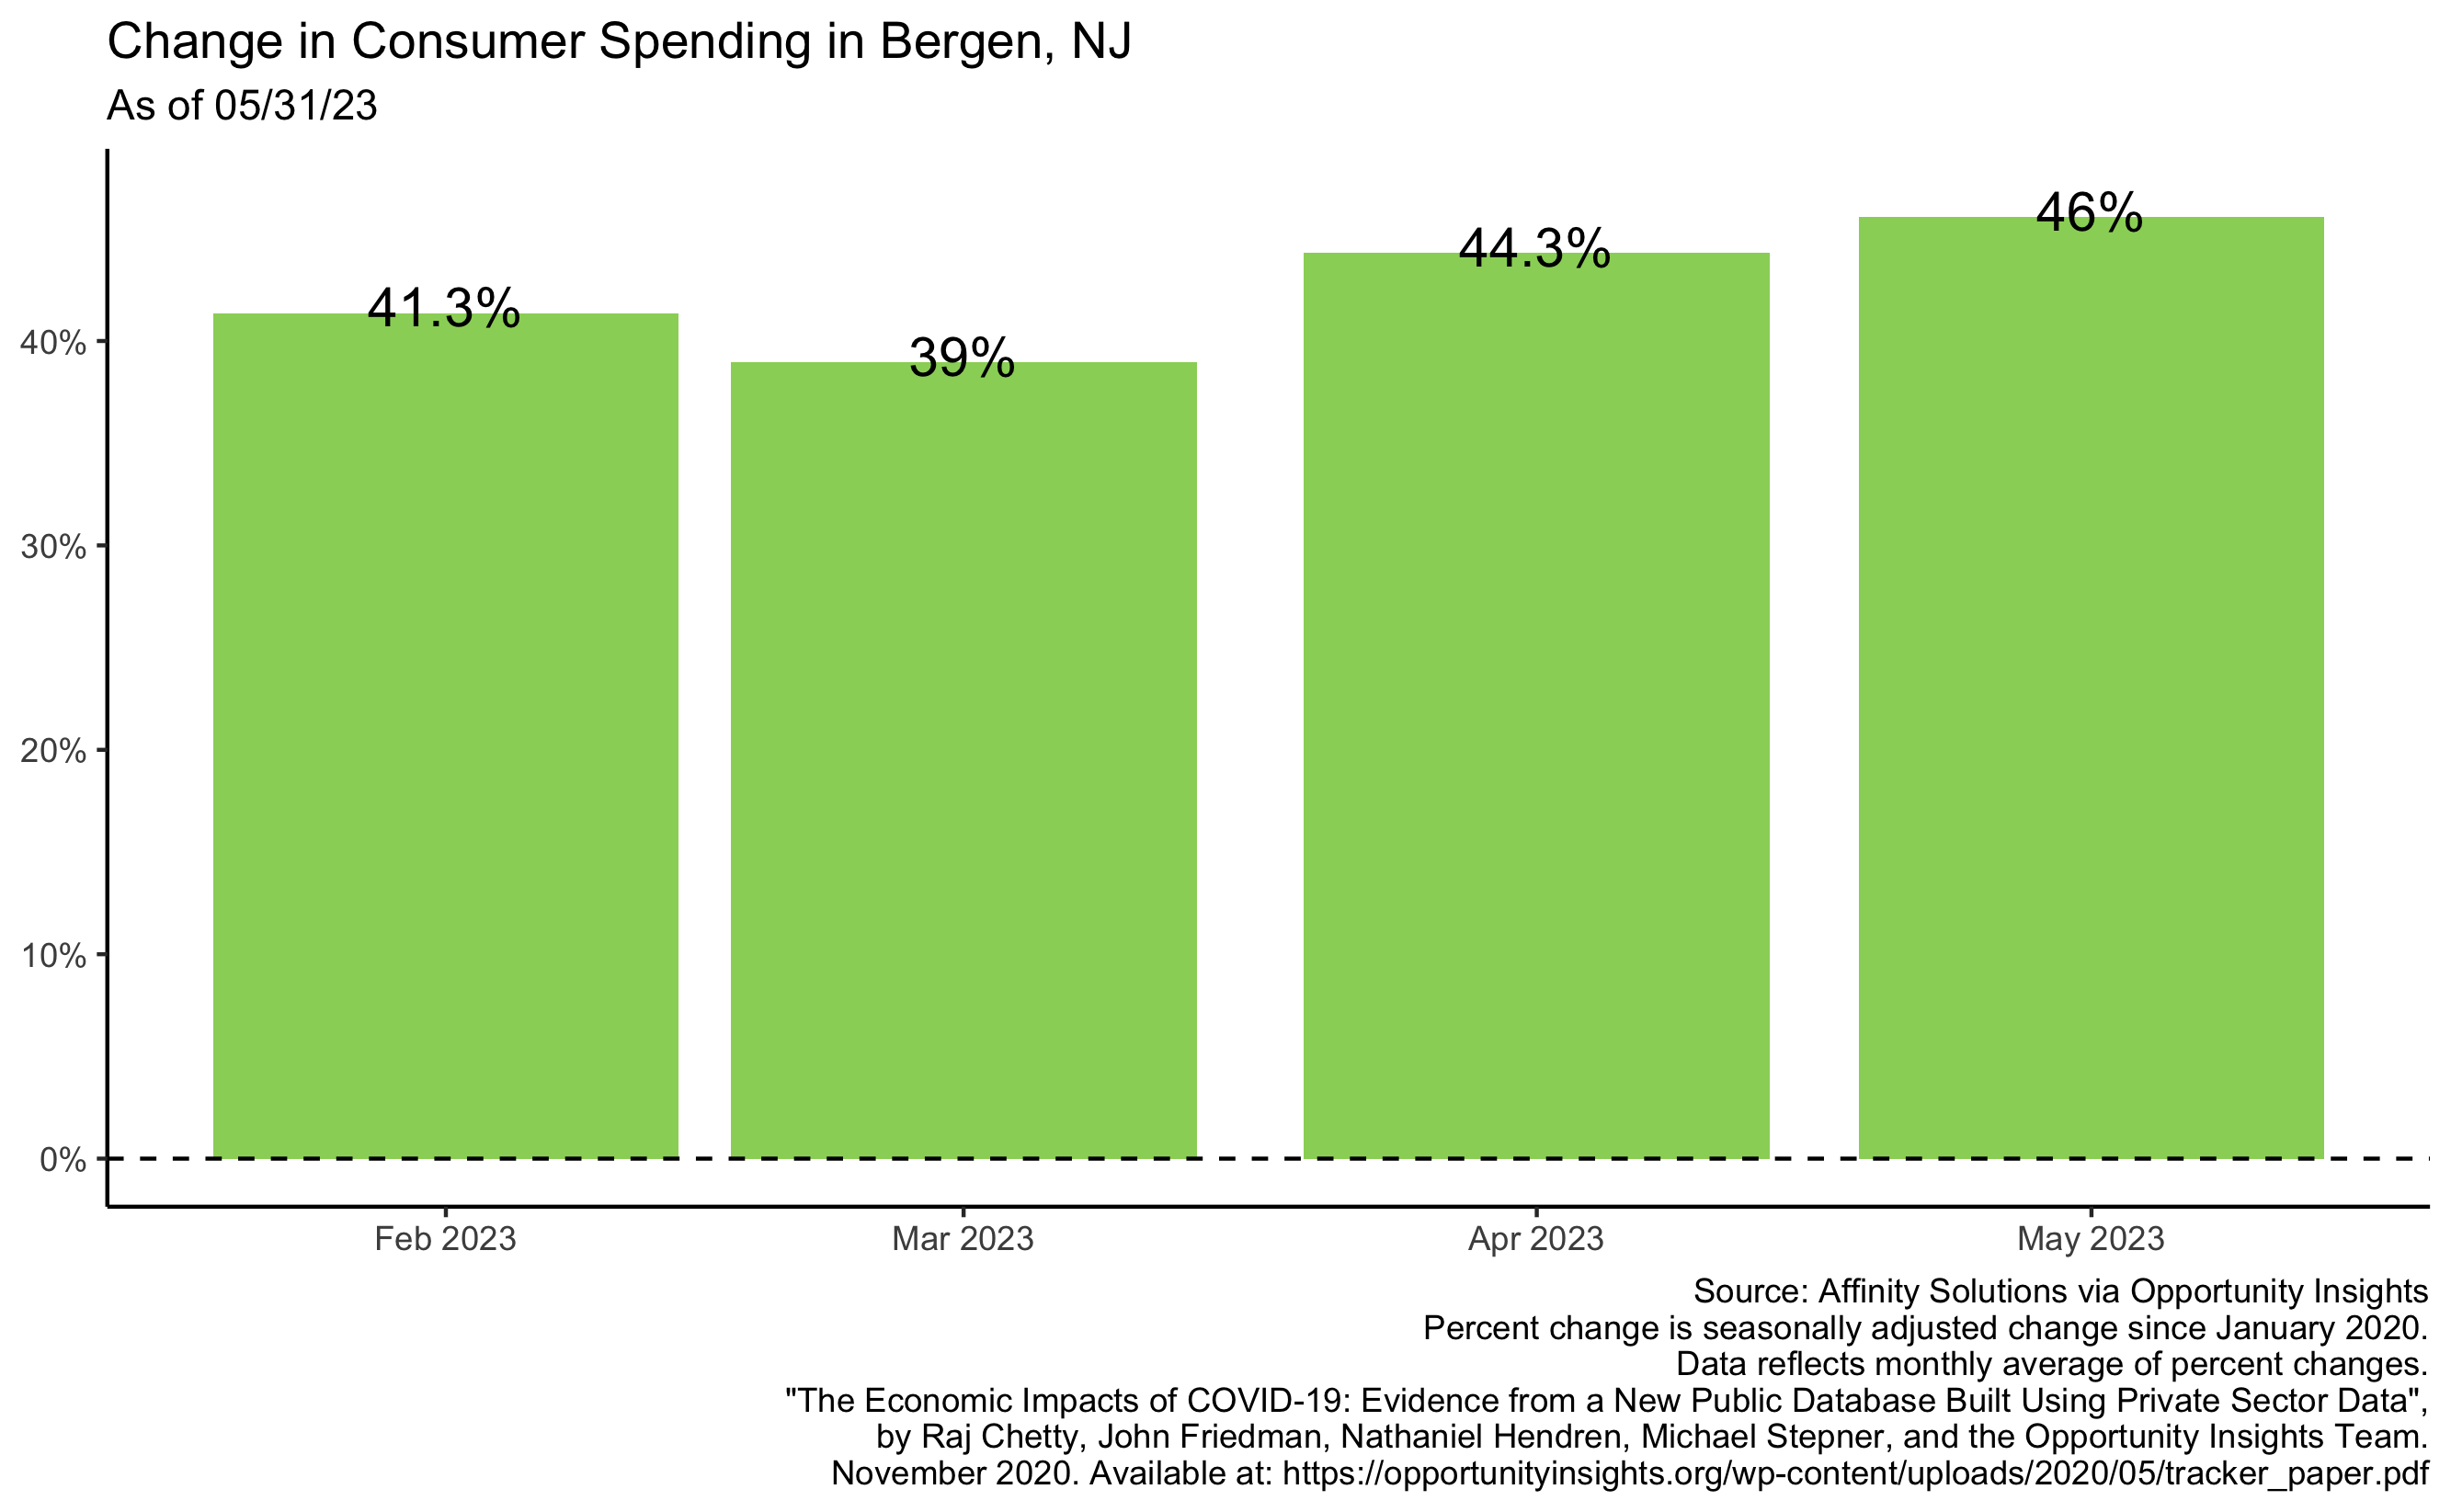 Change in Consumer Spending in Bergen, NJ
As of 05/31/23
41.3%
39%
44.3%
46%
40%
30%
20%
10%
0%
Feb 2023
Mar 2023
Apr 2023
May 2023
Source: Affinity Solutions via Opportunity Insights
Percent change is seasonally adjusted change since January 2020.
Data reflects monthly average of percent changes.
"The Economic Impacts of COVID-19: Evidence from a New Public Database Built Using Private Sector Data",
by Raj Chetty, John Friedman, Nathaniel Hendren, Michael Stepner, and the Opportunity Insights Team.
November 2020. Available at: https://opportunityinsights.org/wp-content/uploads/2020/05/tracker_paper.pdf